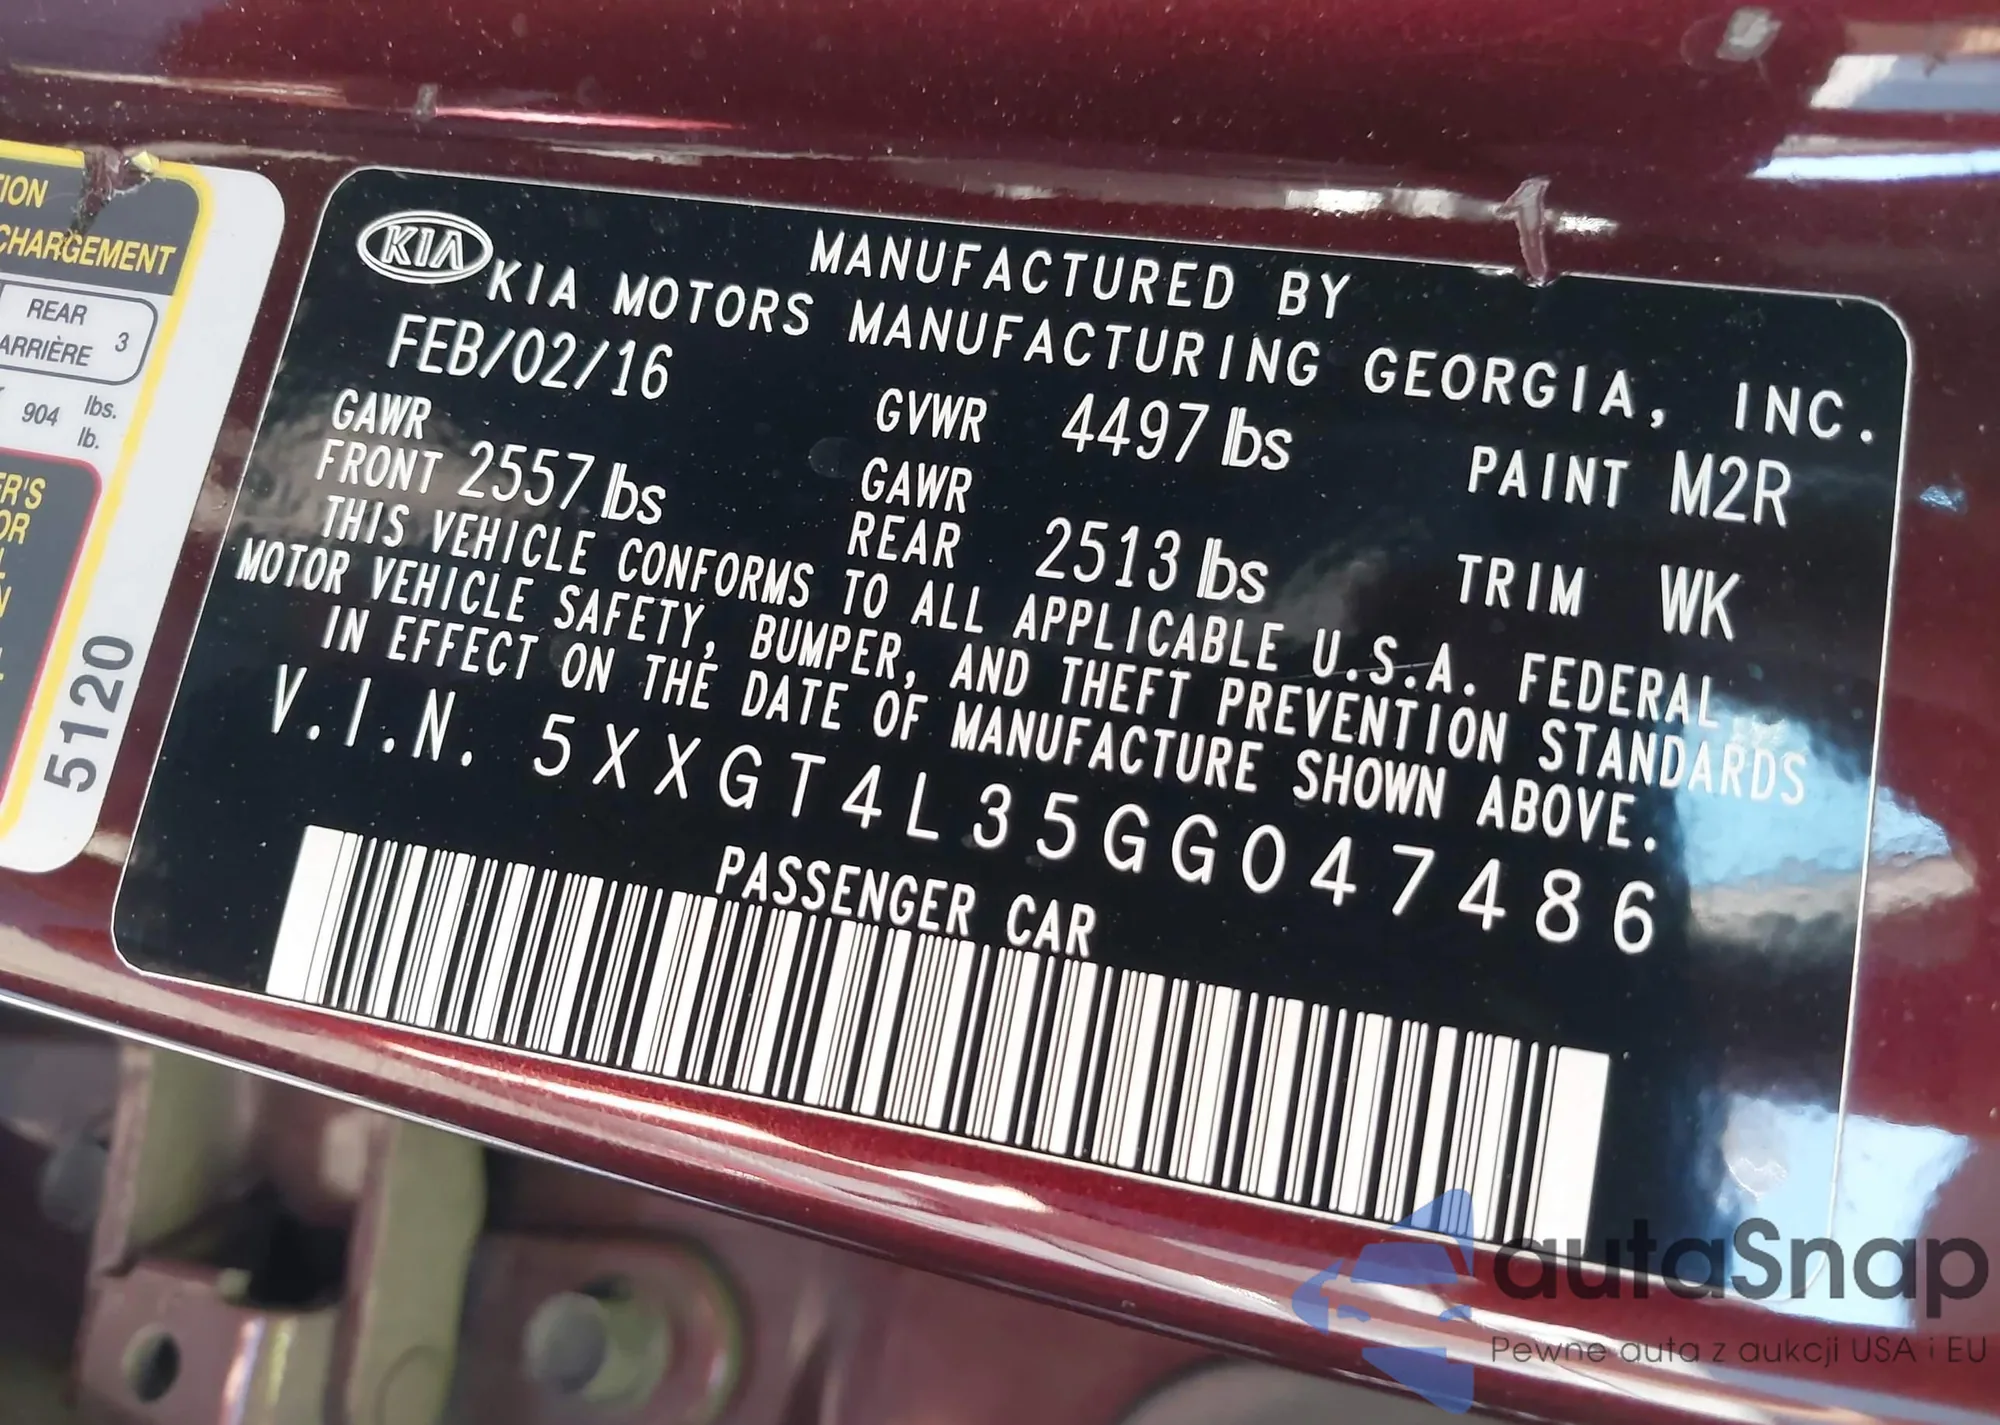 TION
CHARGEMENT
REAR
ARRIÈRE 3
904 lbs.
lb.
ER'S
OR
5120
KIA
MANUFACTURED BY
KIA MOTORS MANUFACTURING GEORGIA, INC.
FEB/02/16
GVWR 4497 lbs
PAINT M2R
GAWR
FRONT 2557 lbs
GAWR
REAR 2513 lbs
TRIM WK
THIS VEHICLE CONFORMS TO ALL APPLICABLE U.S.A. FEDERAL
MOTOR VEHICLE SAFETY, BUMPER, AND THEFT PREVENTION STANDARDS
IN EFFECT ON THE DATE OF MANUFACTURE SHOWN ABOVE.
V.I.N. 5XXGT4L35GG047486
PASSENGER CAR
autaSnap
Pewne auta z aukcji USA i EU